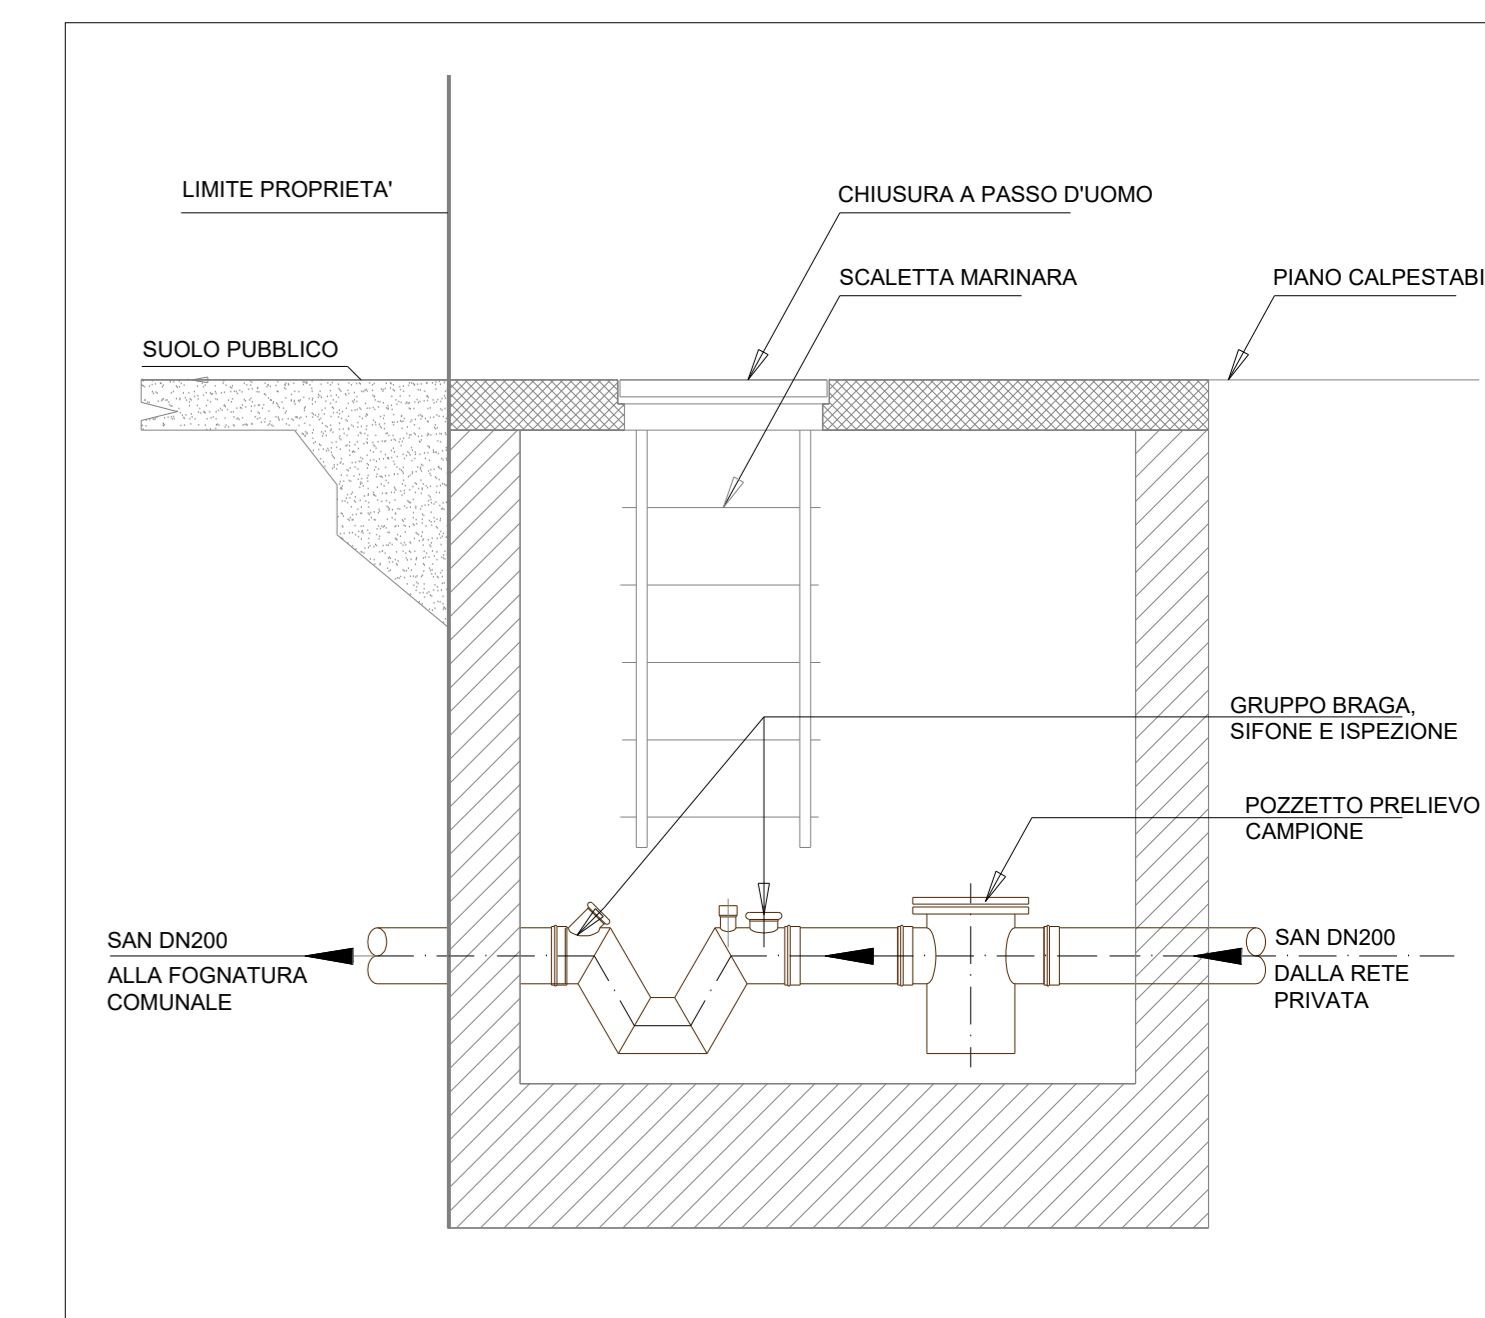 LIMITE PROPRIETA'
CHIUSURA A PASSO D'UOMO
SCALETTA MARINARA
PIANO CALPESTABI
SUOLO PUBBLICO
GRUPPO BRAGA,
SIFONE E ISPEZIONE
POZZETTO PRELIEVO
CAMPIONE
SAN DN200
ALLA FOGNATURA
COMUNALE
SAN DN200
DALLA RETE
PRIVATA